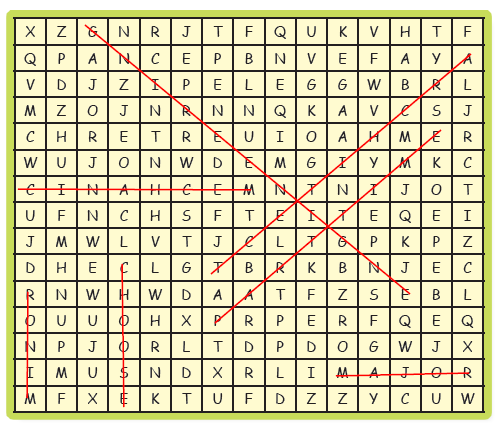 X Z G N R J T F Q U K V H T F
Q P A N C E P B N V E F A Y A
V D J Z I P E L E G G W B R L
M Z O J N R N N Q K A V C S J
C H R E T R E U I O A H M E R
W U J O N W D E M G I Y M K C
C I N A H C E M N T N I J O T
U F N C H S F T E I T E Q E I
J M W L V T J C L T G P K P Z
D H E C L G T B R K B N J E C
R N W H W D A A T F Z S E B L
O U U O H X P R P E R F Q E Q
N P J O R L T D P D O G W J X
I M U S N D X R L I M A J O R
M F X E K T U F D Z Z Y C U W